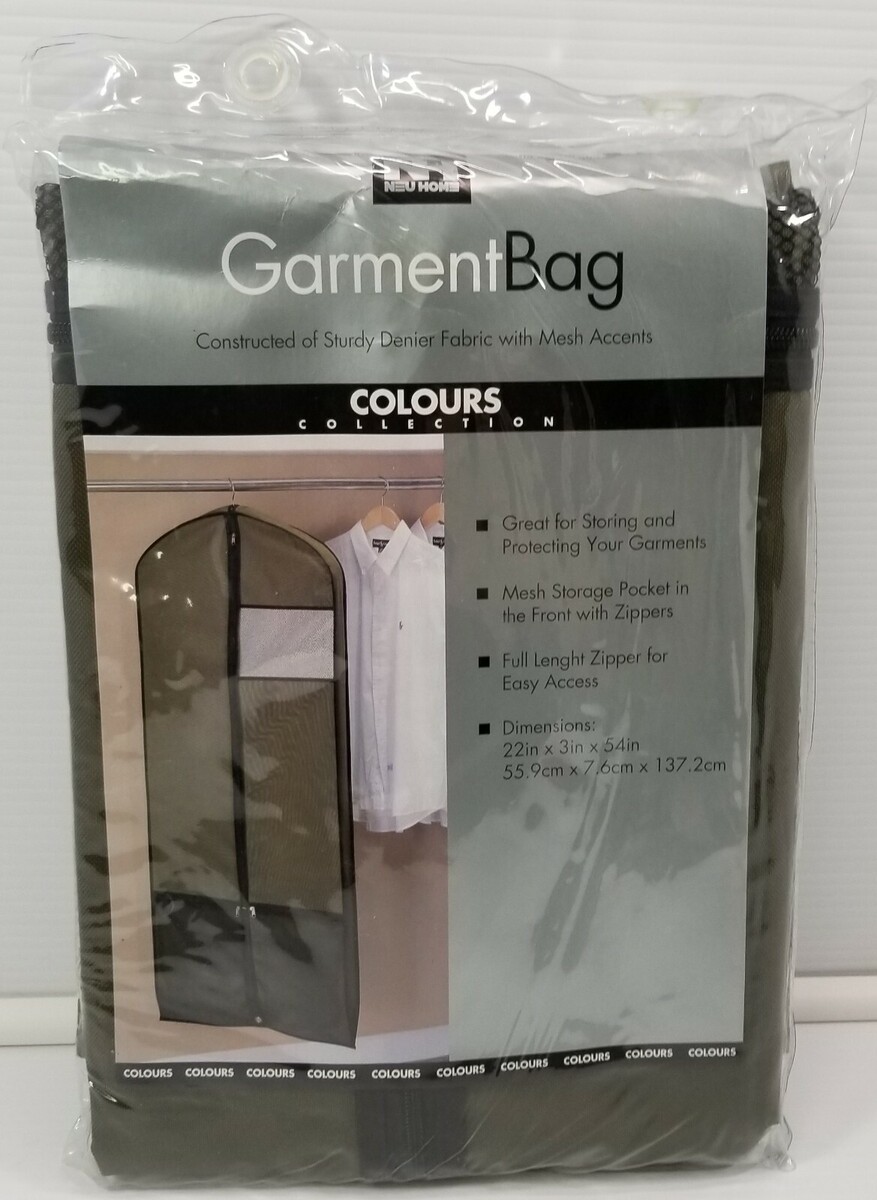 NEU HOME
GarmentBag
Constructed of Sturdy Denier Fabric with Mesh Accents
COLOURS
COLLECTION
■ Great for Storing and
Protecting Your Garments
■ Mesh Storage Pocket in
the Front with Zippers
■ Full Lenght Zipper for
Easy Access
■ Dimensions:
22in x 3in x 54in
55.9cm x 7.6cm x 137.2cm
COLOURS COLOURS COLOURS COLOURS COLOURS COLOURS COLOURS COLOURS COLOURS COLOURS